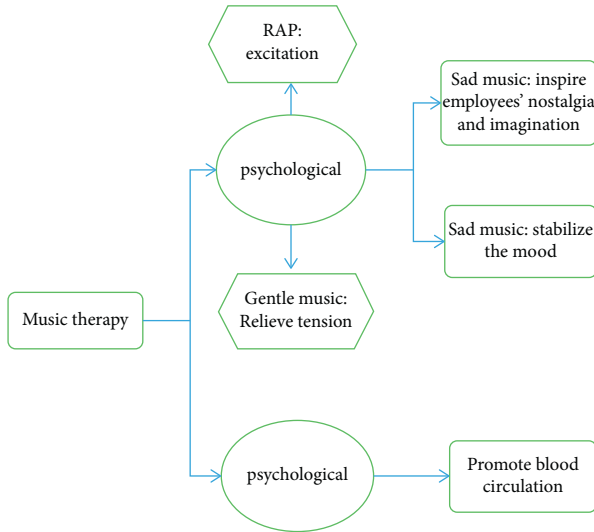 RAP:
excitation
Sad music: inspire
employees' nostalgia
and imagination
psychological
Sad music: stabilize
the mood
Gentle music:
Relieve tension
Music therapy
psychological
Promote blood
circulation